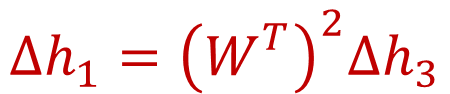 Δh₁ = (Wᵀ)² Δh₃